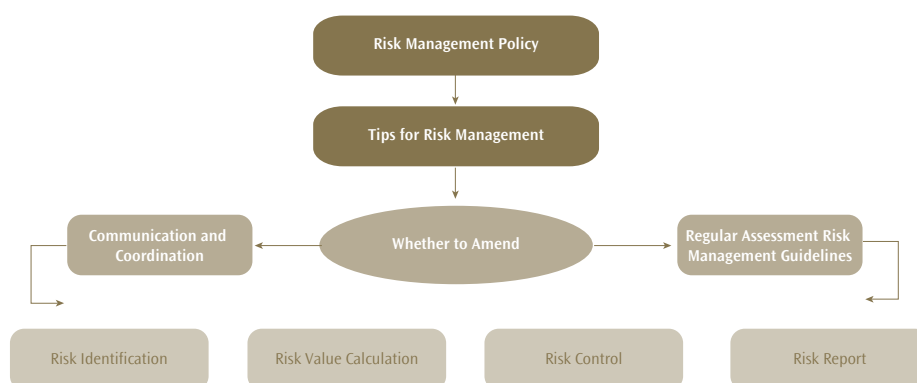 Risk Management Policy
Tips for Risk Management
Communication and
Coordination
Whether to Amend
Regular Assessment Risk
Management Guidelines
Risk Identification
Risk Value Calculation
Risk Control
Risk Report